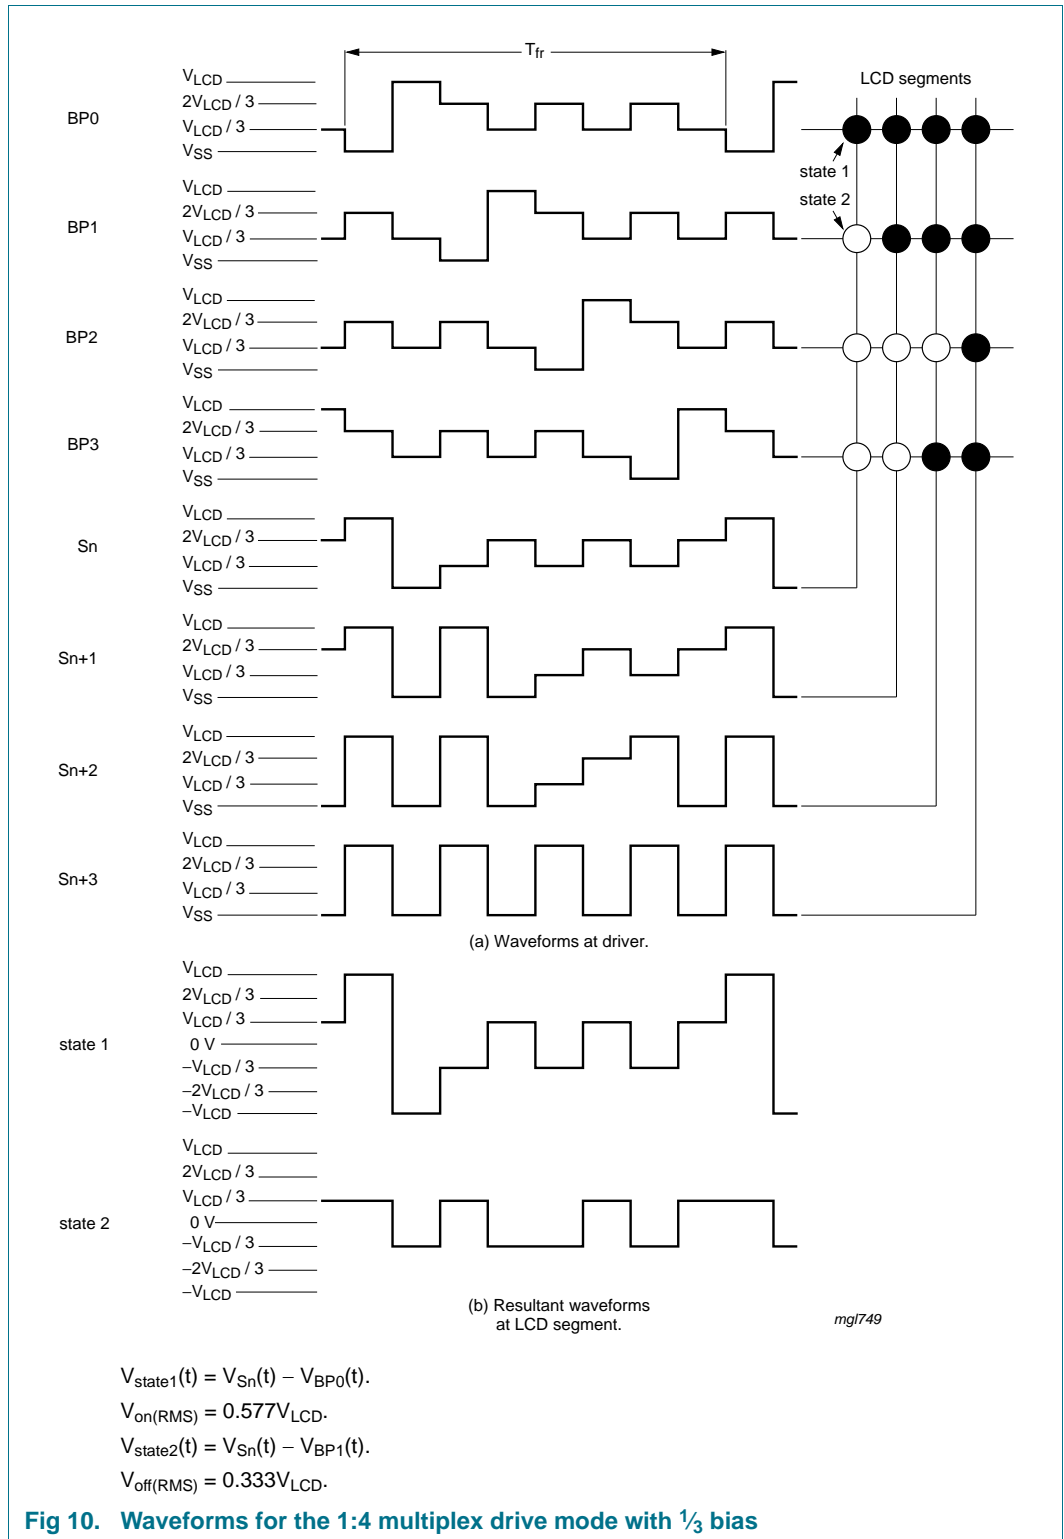 T_fr
V_LCD
2V_LCD / 3
BP0
V_LCD / 3
V_SS
LCD segments
state 1
state 2
V_LCD
2V_LCD / 3
BP1
V_LCD / 3
V_SS
V_LCD
2V_LCD / 3
BP2
V_LCD / 3
V_SS
V_LCD
2V_LCD / 3
BP3
V_LCD / 3
V_SS
V_LCD
2V_LCD / 3
Sn
V_LCD / 3
V_SS
V_LCD
2V_LCD / 3
Sn+1
V_LCD / 3
V_SS
V_LCD
2V_LCD / 3
Sn+2
V_LCD / 3
V_SS
V_LCD
2V_LCD / 3
Sn+3
V_LCD / 3
V_SS
(a) Waveforms at driver.
V_LCD
2V_LCD / 3
V_LCD / 3
state 1
0 V
−V_LCD / 3
−2V_LCD / 3
−V_LCD
V_LCD
2V_LCD / 3
V_LCD / 3
state 2
0 V
−V_LCD / 3
−2V_LCD / 3
−V_LCD
(b) Resultant waveforms
at LCD segment.
mgl749
V_state1(t) = V_Sn(t) − V_BP0(t).
V_on(RMS) = 0.577V_LCD.
V_state2(t) = V_Sn(t) − V_BP1(t).
V_off(RMS) = 0.333V_LCD.
Fig 10. Waveforms for the 1:4 multiplex drive mode with 1⁄3 bias